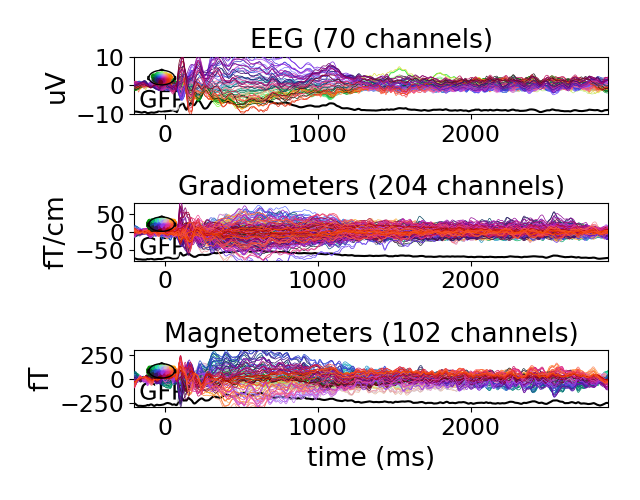 EEG (70 channels)
10
0
−10
uV
GFP
0 1000 2000
Gradiometers (204 channels)
50
0
−50
fT/cm
GFP
0 1000 2000
Magnetometers (102 channels)
250
0
−250
fT
GFP
0 1000 2000
time (ms)